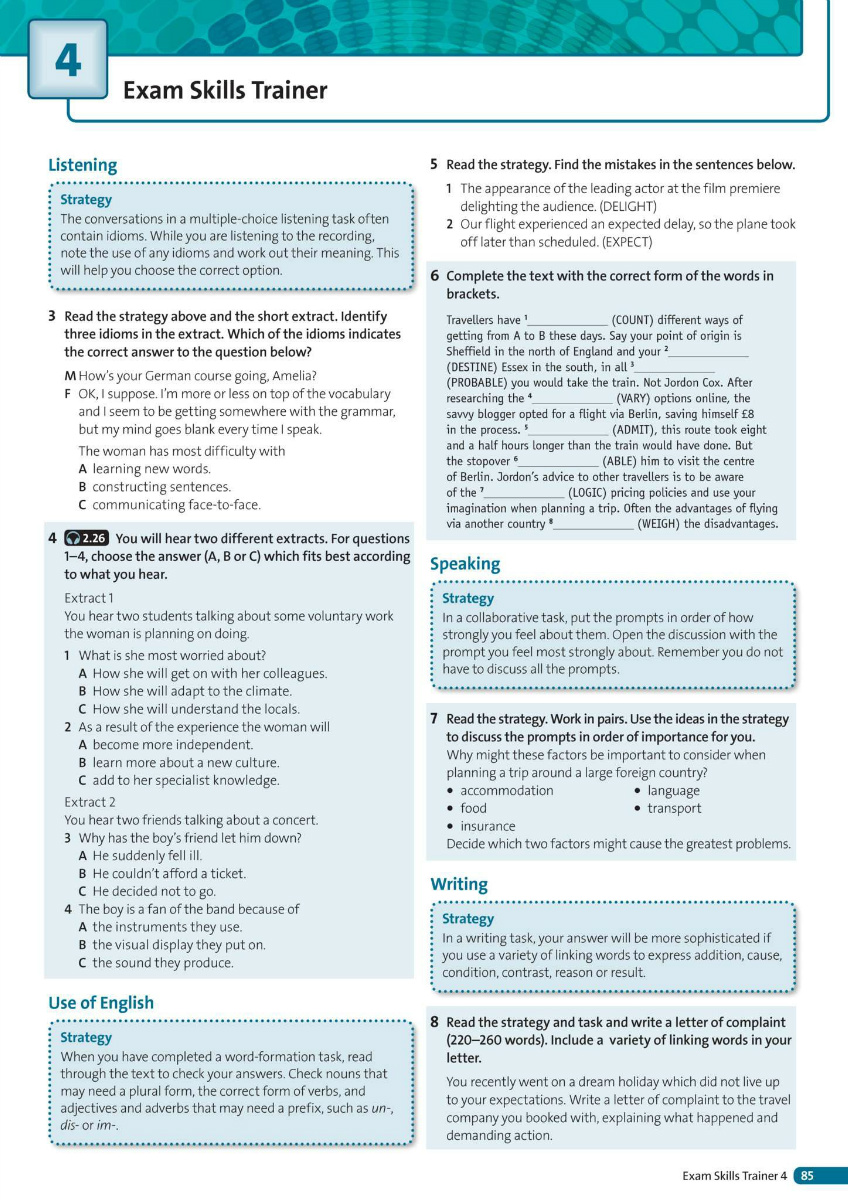 4
Exam Skills Trainer
Listening
Strategy
The conversations in a multiple-choice listening task often
contain idioms. While you are listening to the recording,
note the use of any idioms and work out their meaning. This
will help you choose the correct option.
3 Read the strategy above and the short extract. Identify
three idioms in the extract. Which of the idioms indicates
the correct answer to the question below?
M How's your German course going, Amelia?
F OK, I suppose. I'm more or less on top of the vocabulary
and I seem to be getting somewhere with the grammar,
but my mind goes blank every time I speak.
The woman has most difficulty with
A learning new words.
B constructing sentences.
C communicating face-to-face.
4 2.26 You will hear two different extracts. For questions
1–4, choose the answer (A, B or C) which fits best according
to what you hear.
Extract 1
You hear two students talking about some voluntary work
the woman is planning on doing.
1 What is she most worried about?
A How she will get on with her colleagues.
B How she will adapt to the climate.
C How she will understand the locals.
2 As a result of the experience the woman will
A become more independent.
B learn more about a new culture.
C add to her specialist knowledge.
Extract 2
You hear two friends talking about a concert.
3 Why has the boy's friend let him down?
A He suddenly fell ill.
B He couldn't afford a ticket.
C He decided not to go.
4 The boy is a fan of the band because of
A the instruments they use.
B the visual display they put on.
C the sound they produce.
Use of English
Strategy
When you have completed a word-formation task, read
through the text to check your answers. Check nouns that
may need a plural form, the correct form of verbs, and
adjectives and adverbs that may need a prefix, such as un-,
dis- or im-.
5 Read the strategy. Find the mistakes in the sentences below.
1 The appearance of the leading actor at the film premiere
delighting the audience. (DELIGHT)
2 Our flight experienced an expected delay, so the plane took
off later than scheduled. (EXPECT)
6 Complete the text with the correct form of the words in
brackets.
Travellers have 1____________ (COUNT) different ways of
getting from A to B these days. Say your point of origin is
Sheffield in the north of England and your 2____________
(DESTINE) Essex in the south, in all 3____________
(PROBABLE) you would take the train. Not Jordon Cox. After
researching the 4____________ (VARY) options online, the
savvy blogger opted for a flight via Berlin, saving himself £8
in the process. 5____________ (ADMIT), this route took eight
and a half hours longer than the train would have done. But
the stopover 6____________ (ABLE) him to visit the centre
of Berlin. Jordon's advice to other travellers is to be aware
of the 7____________ (LOGIC) pricing policies and use your
imagination when planning a trip. Often the advantages of flying
via another country 8____________ (WEIGH) the disadvantages.
Speaking
Strategy
In a collaborative task, put the prompts in order of how
strongly you feel about them. Open the discussion with the
prompt you feel most strongly about. Remember you do not
have to discuss all the prompts.
7 Read the strategy. Work in pairs. Use the ideas in the strategy
to discuss the prompts in order of importance for you.
Why might these factors be important to consider when
planning a trip around a large foreign country?
• accommodation • language
• food • transport
• insurance
Decide which two factors might cause the greatest problems.
Writing
Strategy
In a writing task, your answer will be more sophisticated if
you use a variety of linking words to express addition, cause,
condition, contrast, reason or result.
8 Read the strategy and task and write a letter of complaint
(220–260 words). Include a variety of linking words in your
letter.
You recently went on a dream holiday which did not live up
to your expectations. Write a letter of complaint to the travel
company you booked with, explaining what happened and
demanding action.
Exam Skills Trainer 4 85